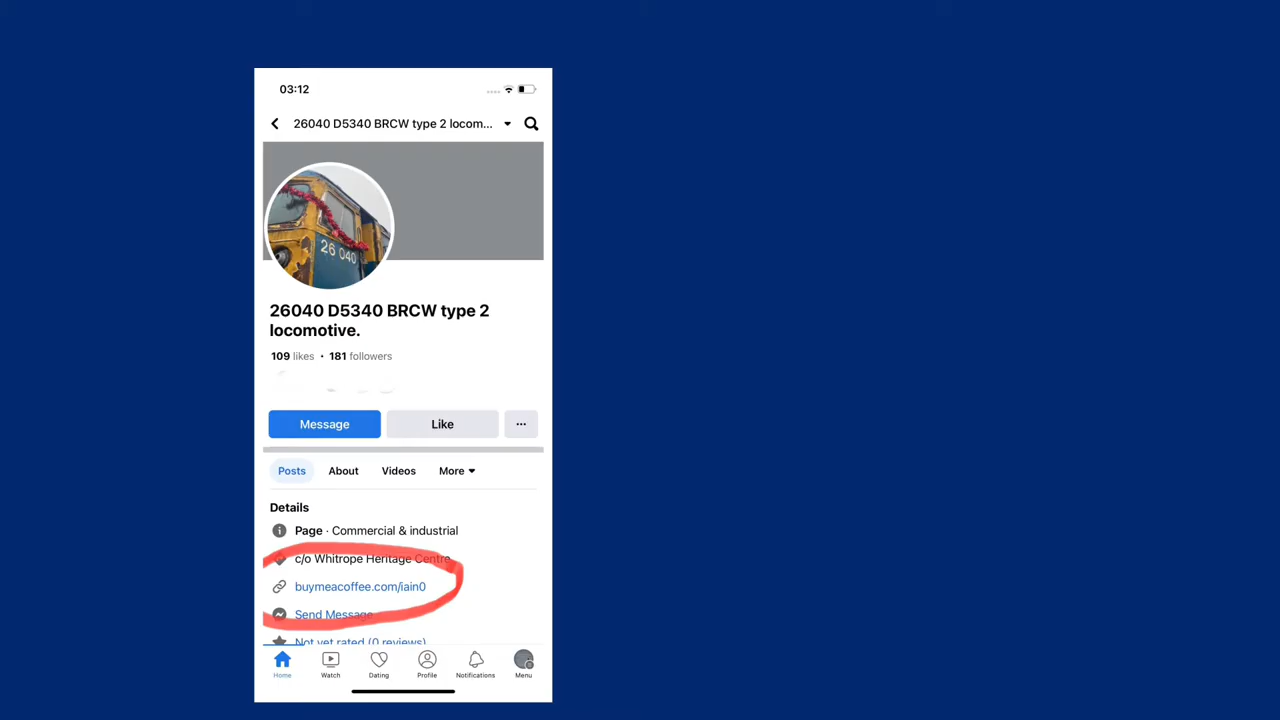 03:12
26040 D5340 BRCW type 2 locom...
26 040
26040 D5340 BRCW type 2
locomotive.
109 likes · 181 followers
Message
Like
Posts
About
Videos
More
Details
Page · Commercial & industrial
c/o Whitrope Heritage Centre
buymeacoffee.com/iain0
Send Message
Not yet rated (0 reviews)
Home
Watch
Dating
Profile
Notifications
Menu